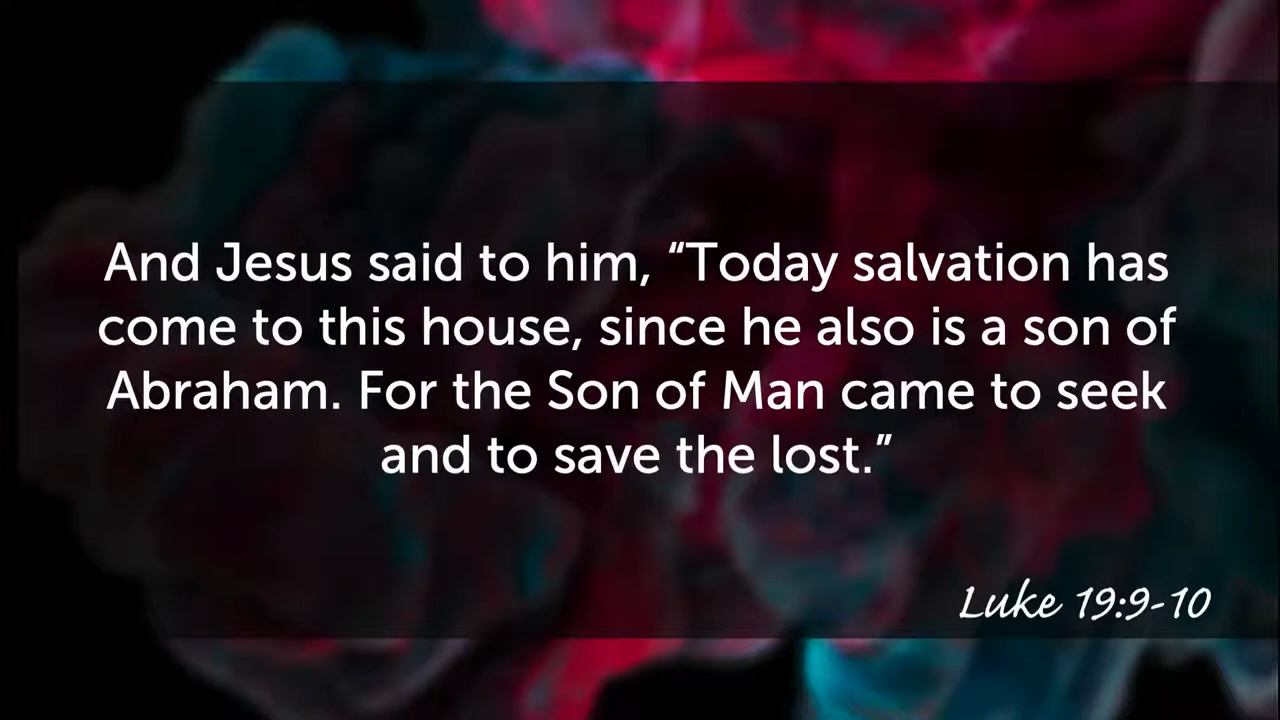 And Jesus said to him, “Today salvation has
come to this house, since he also is a son of
Abraham. For the Son of Man came to seek
and to save the lost.”
Luke 19:9-10